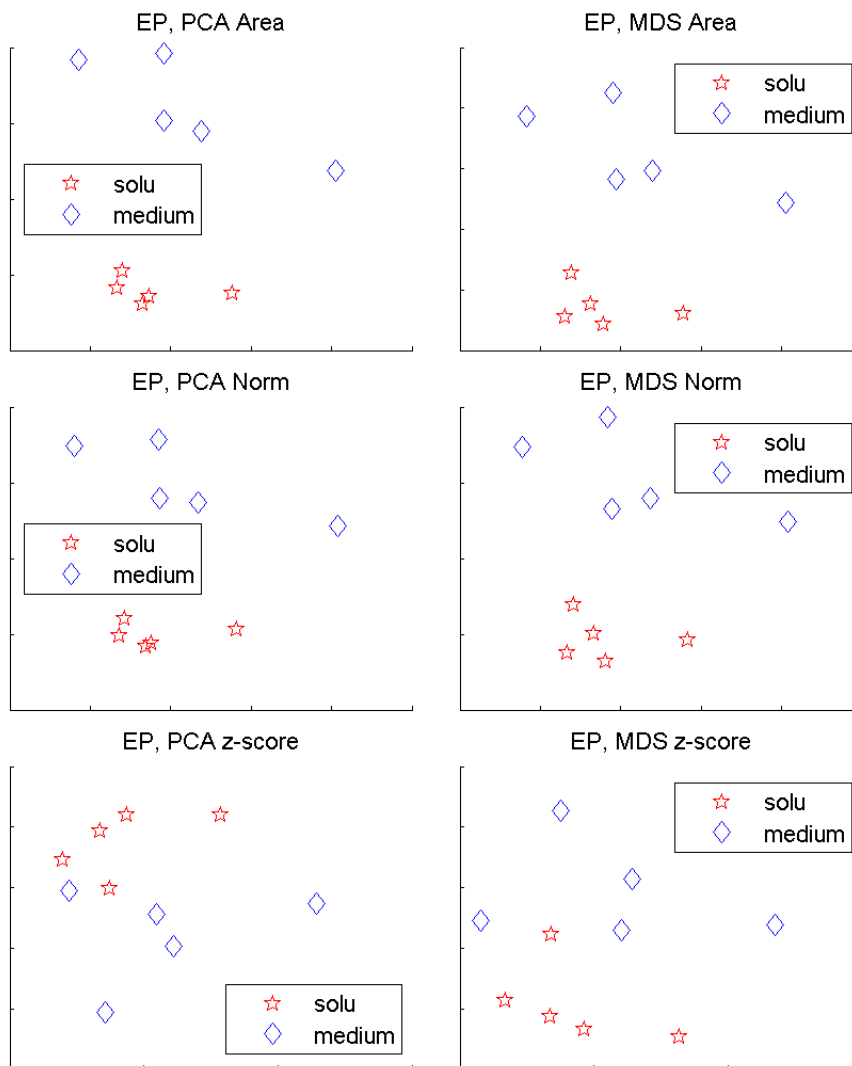 EP, PCA Area
solu
medium
EP, MDS Area
solu
medium
EP, PCA Norm
solu
medium
EP, MDS Norm
solu
medium
EP, PCA z-score
solu
medium
EP, MDS z-score
solu
medium